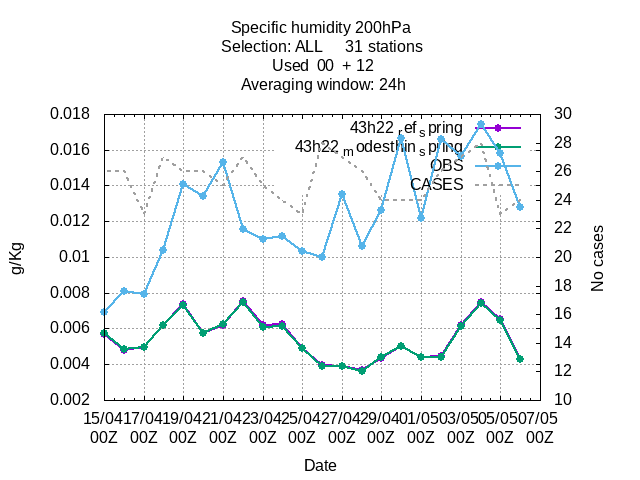 Specific humidity 200hPa
Selection: ALL 31 stations
Used 00 + 12
Averaging window: 24h
0.018 30
43h22_ref_spring
0.016 28
43h22_modesthin_spring
OBS
0.014 26
CASES
0.012 24
22
0.01 20
0.008 18
16
0.006 14
0.004 12
0.002 10
g/Kg
No cases
15/04 17/04 19/04 21/04 23/04 25/04 27/04 29/04 01/05 03/05 05/05 07/05
00Z 00Z 00Z 00Z 00Z 00Z 00Z 00Z 00Z 00Z 00Z 00Z
Date